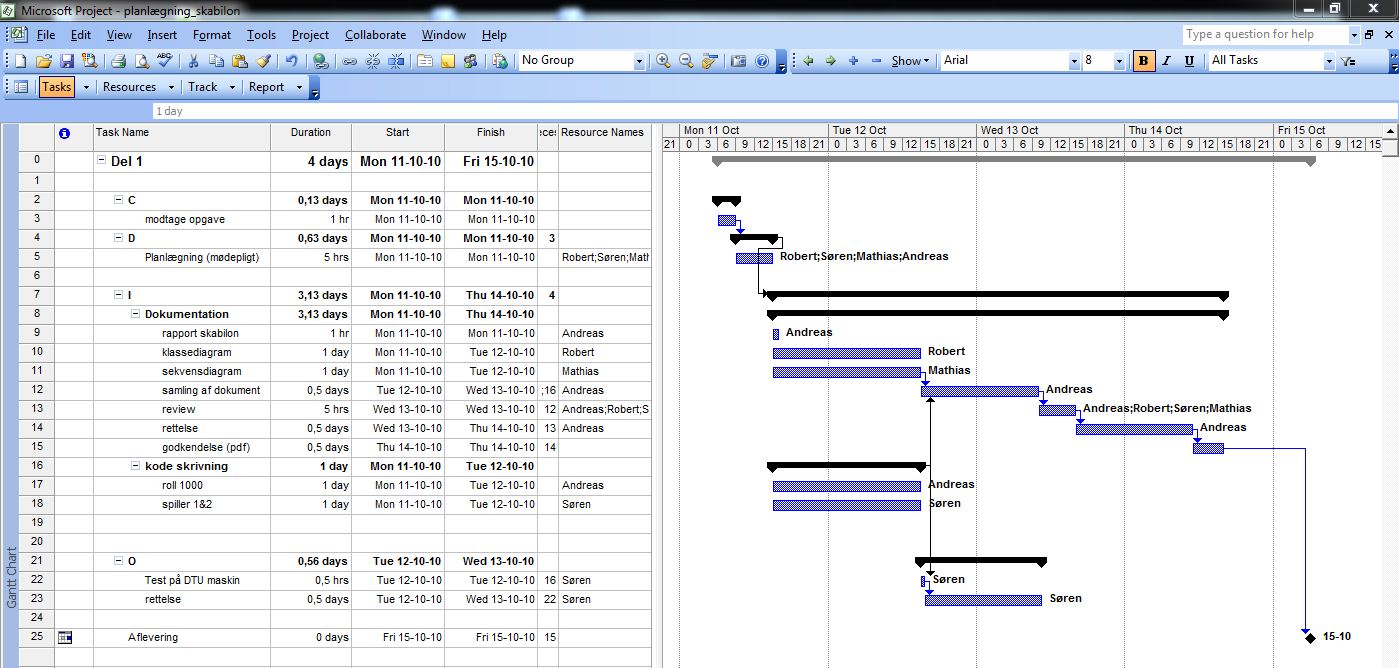 Microsoft Project - planlægning_skabilon
File Edit View Insert Format Tools Project Collaborate Window Help Type a question for help
No Group Show Arial 8 B I U All Tasks
Tasks Resources Track Report
1 day
Task Name Duration Start Finish Resource Names Mon 11 Oct Tue 12 Oct Wed 13 Oct Thu 14 Oct Fri 15 Oct
21 0 3 6 9 12 15 18 21 0 3 6 9 12 15 18 21 0 3 6 9 12 15 18 21 0 3 6 9 12 15 18 21 0 3 6 9 12 15
0 Del 1 4 days Mon 11-10-10 Fri 15-10-10
1
2 C 0,13 days Mon 11-10-10 Mon 11-10-10
3 modtage opgave 1 hr Mon 11-10-10 Mon 11-10-10
4 D 0,63 days Mon 11-10-10 Mon 11-10-10 3
5 Planlægning (mødepligt) 5 hrs Mon 11-10-10 Mon 11-10-10 Robert;Søren;Math Robert;Søren;Mathias;Andreas
6
7 I 3,13 days Mon 11-10-10 Thu 14-10-10 4
8 Dokumentation 3,13 days Mon 11-10-10 Thu 14-10-10
9 rapport skabilon 1 hr Mon 11-10-10 Mon 11-10-10 Andreas Andreas
10 klassediagram 1 day Mon 11-10-10 Tue 12-10-10 Robert Robert
11 sekvensdiagram 1 day Mon 11-10-10 Tue 12-10-10 Mathias Mathias
12 samling af dokument 0,5 days Tue 12-10-10 Wed 13-10-10 ;16 Andreas Andreas
13 review 5 hrs Wed 13-10-10 Wed 13-10-10 12 Andreas;Robert;S Andreas;Robert;Søren;Mathias
14 rettelse 0,5 days Wed 13-10-10 Thu 14-10-10 13 Andreas Andreas
15 godkendelse (pdf) 0,5 days Thu 14-10-10 Thu 14-10-10 14
16 kode skrivning 1 day Mon 11-10-10 Tue 12-10-10
17 roll 1000 1 day Mon 11-10-10 Tue 12-10-10 Andreas Andreas
18 spiller 1&2 1 day Mon 11-10-10 Tue 12-10-10 Søren Søren
19
20
21 O 0,56 days Tue 12-10-10 Wed 13-10-10
22 Test på DTU maskin 0,5 hrs Tue 12-10-10 Tue 12-10-10 16 Søren Søren
23 rettelse 0,5 days Tue 12-10-10 Wed 13-10-10 22 Søren Søren
24
25 Aflevering 0 days Fri 15-10-10 Fri 15-10-10 15 15-10
Gantt Chart